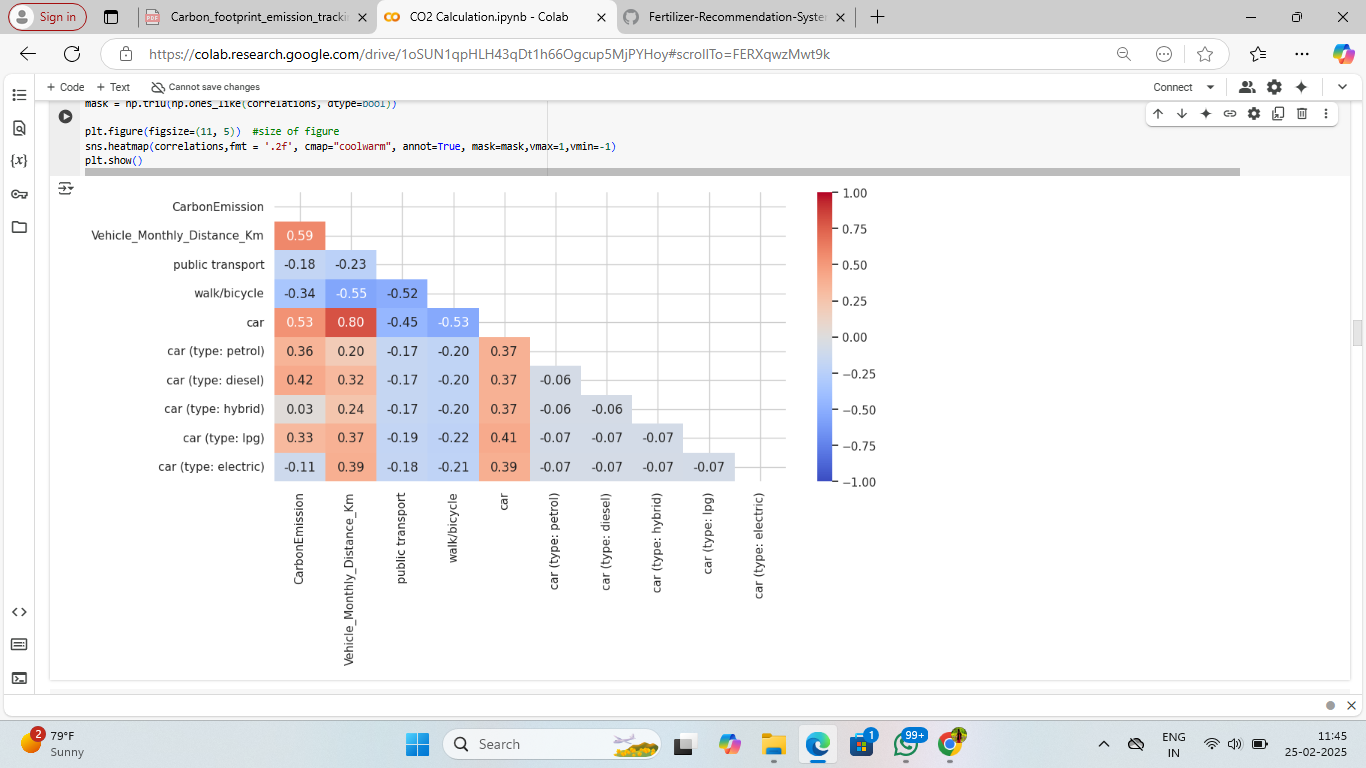 Sign in
Carbon_footprint_emission_tracki
CO2 Calculation.ipynb - Colab
Fertilizer-Recommendation-Syste
https://colab.research.google.com/drive/1oSUN1qpHLH43qDt1h66Ogcup5MjPYHoy#scrollTo=FERXqwzMwt9k
+ Code + Text Cannot save changes Connect
mask = np.triu(np.ones_like(correlations, dtype=bool))
plt.figure(figsize=(11, 5)) #size of figure
sns.heatmap(correlations,fmt = '.2f', cmap="coolwarm", annot=True, mask=mask,vmax=1,vmin=-1)
plt.show()
CarbonEmission
Vehicle_Monthly_Distance_Km 0.59
public transport -0.18 -0.23
walk/bicycle -0.34 -0.55 -0.52
car 0.53 0.80 -0.45 -0.53
car (type: petrol) 0.36 0.20 -0.17 -0.20 0.37
car (type: diesel) 0.42 0.32 -0.17 -0.20 0.37 -0.06
car (type: hybrid) 0.03 0.24 -0.17 -0.20 0.37 -0.06 -0.06
car (type: lpg) 0.33 0.37 -0.19 -0.22 0.41 -0.07 -0.07 -0.07
car (type: electric) -0.11 0.39 -0.18 -0.21 0.39 -0.07 -0.07 -0.07 -0.07
CarbonEmission
Vehicle_Monthly_Distance_Km
public transport
walk/bicycle
car
car (type: petrol)
car (type: diesel)
car (type: hybrid)
car (type: lpg)
car (type: electric)
1.00
0.75
0.50
0.25
0.00
−0.25
−0.50
−0.75
−1.00
{x}
2
79°F
Sunny
Search
1
99+
ENG
IN
11:45
25-02-2025